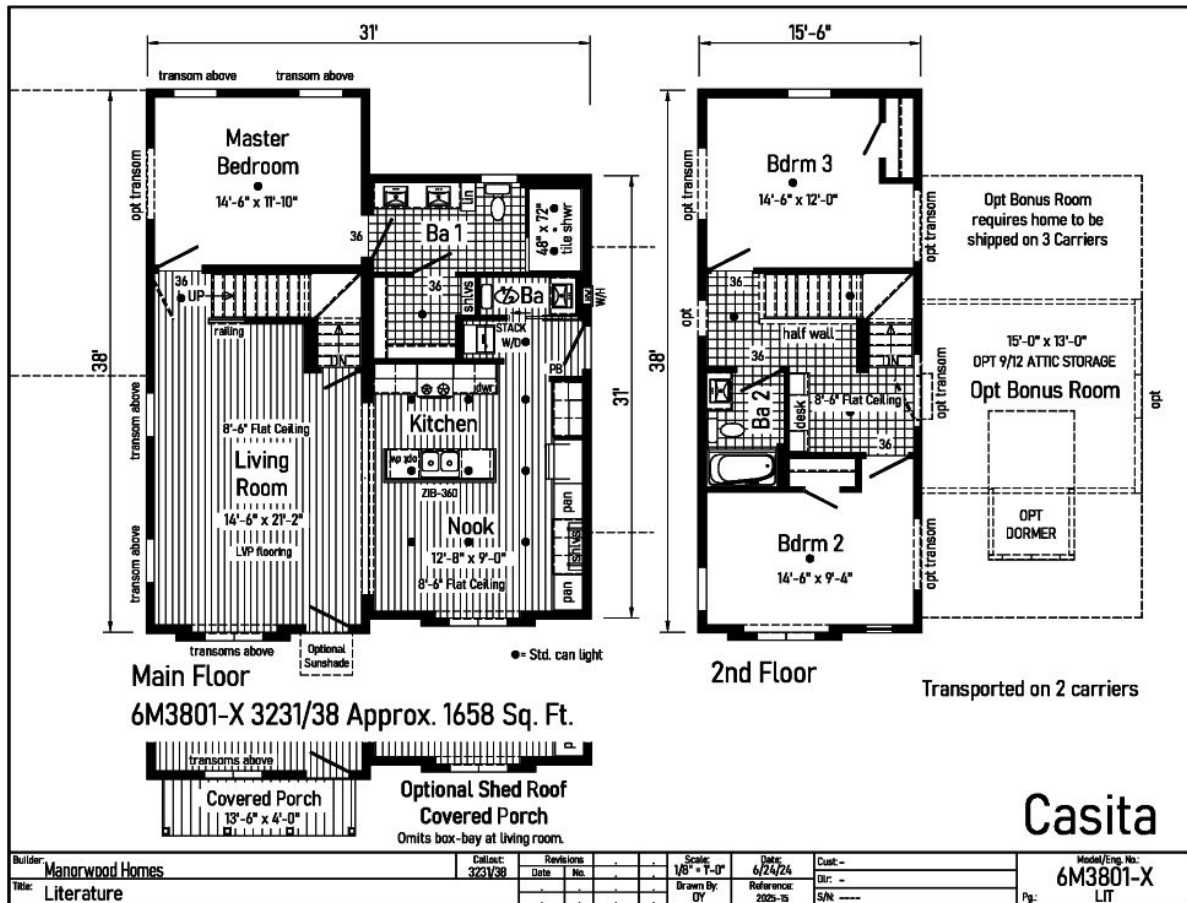 31'
15'-6"
transom above
transom above
Master
Bedroom
14'-6" x 11'-10"
opt transom
38'
36
UP
railing
DN
36
Ba 1
lin
48" x 72"
tile shwr
36
shlvs
Ba
W/H
STACK
W/D
PB
dwr
31'
Kitchen
opt dw
ZIB-360
8'-6" Flat Ceiling
Living
Room
14'-6" x 21'-2"
LVP flooring
transom above
transom above
Nook
12'-8" x 9'-0"
8'-6" Flat Ceiling
pan
shlvs
pan
transoms above
Optional
Sunshade
●= Std. can light
Main Floor
6M3801-X 3231/38 Approx. 1658 Sq. Ft.
38'
Bdrm 3
14'-6" x 12'-0"
opt transom
opt transom
36
opt
half wall
DN
36
Ba 2
desk
8'-6" Flat Ceiling
opt transom
36
Bdrm 2
14'-6" x 9'-4"
opt transom
2nd Floor
Opt Bonus Room
requires home to be
shipped on 3 Carriers
15'-0" x 13'-0"
OPT 9/12 ATTIC STORAGE
Opt Bonus Room
opt
OPT
DORMER
Transported on 2 carriers
transoms above
Covered Porch
13'-6" x 4'-0"
Optional Shed Roof
Covered Porch
Omits box-bay at living room.
Casita
Builder: Manorwood Homes
Title: Literature
Callout: 3231/38
Revisions
Date No.
Scale: 1/8" = 1'-0"
Drawn By: OY
Date: 6/24/24
Reference: 2025-15
Cust: -
Dlr: -
S/N: ----
Model/Eng. No.:
6M3801-X
Pg.: LIT